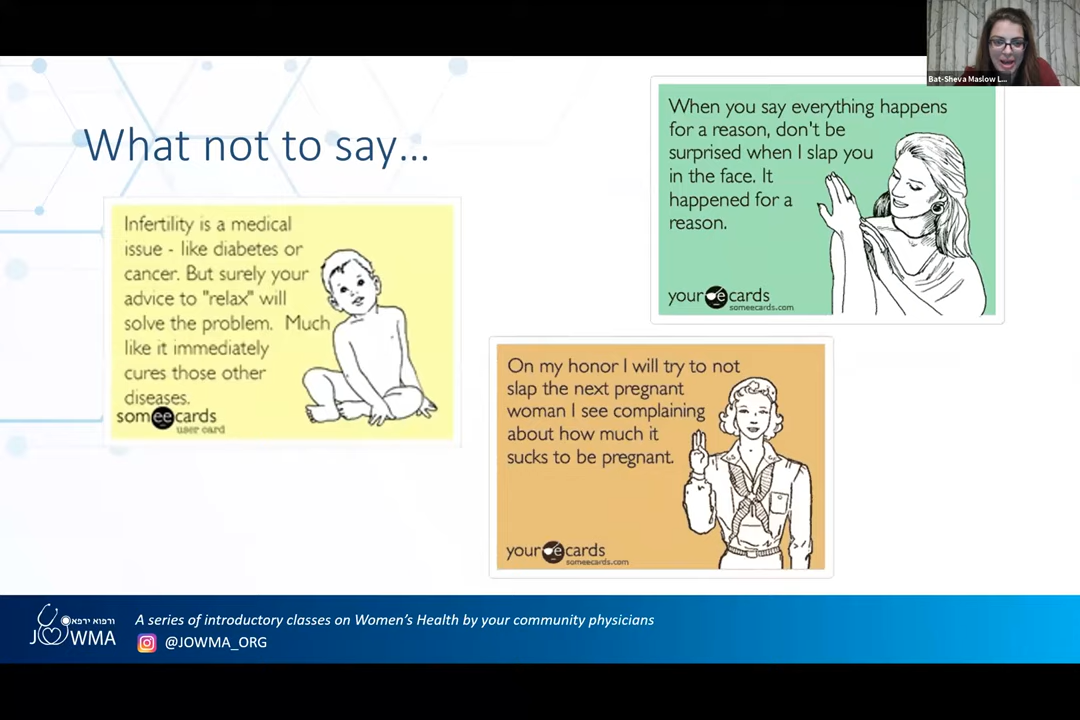 Bat-Sheva Maslow L...
What not to say...
When you say everything happens
for a reason, don't be
surprised when I slap you
in the face. It
happened for a
reason.
your e cards
someecards.com
Infertility is a medical
issue - like diabetes or
cancer. But surely your
advice to "relax" will
solve the problem. Much
like it immediately
cures those other
diseases.
somee cards
user card
On my honor I will try to not
slap the next pregnant
woman I see complaining
about how much it
sucks to be pregnant.
your e cards
someecards.com
ורפוא ירפא
JOWMA
A series of introductory classes on Women's Health by your community physicians
@JOWMA_ORG